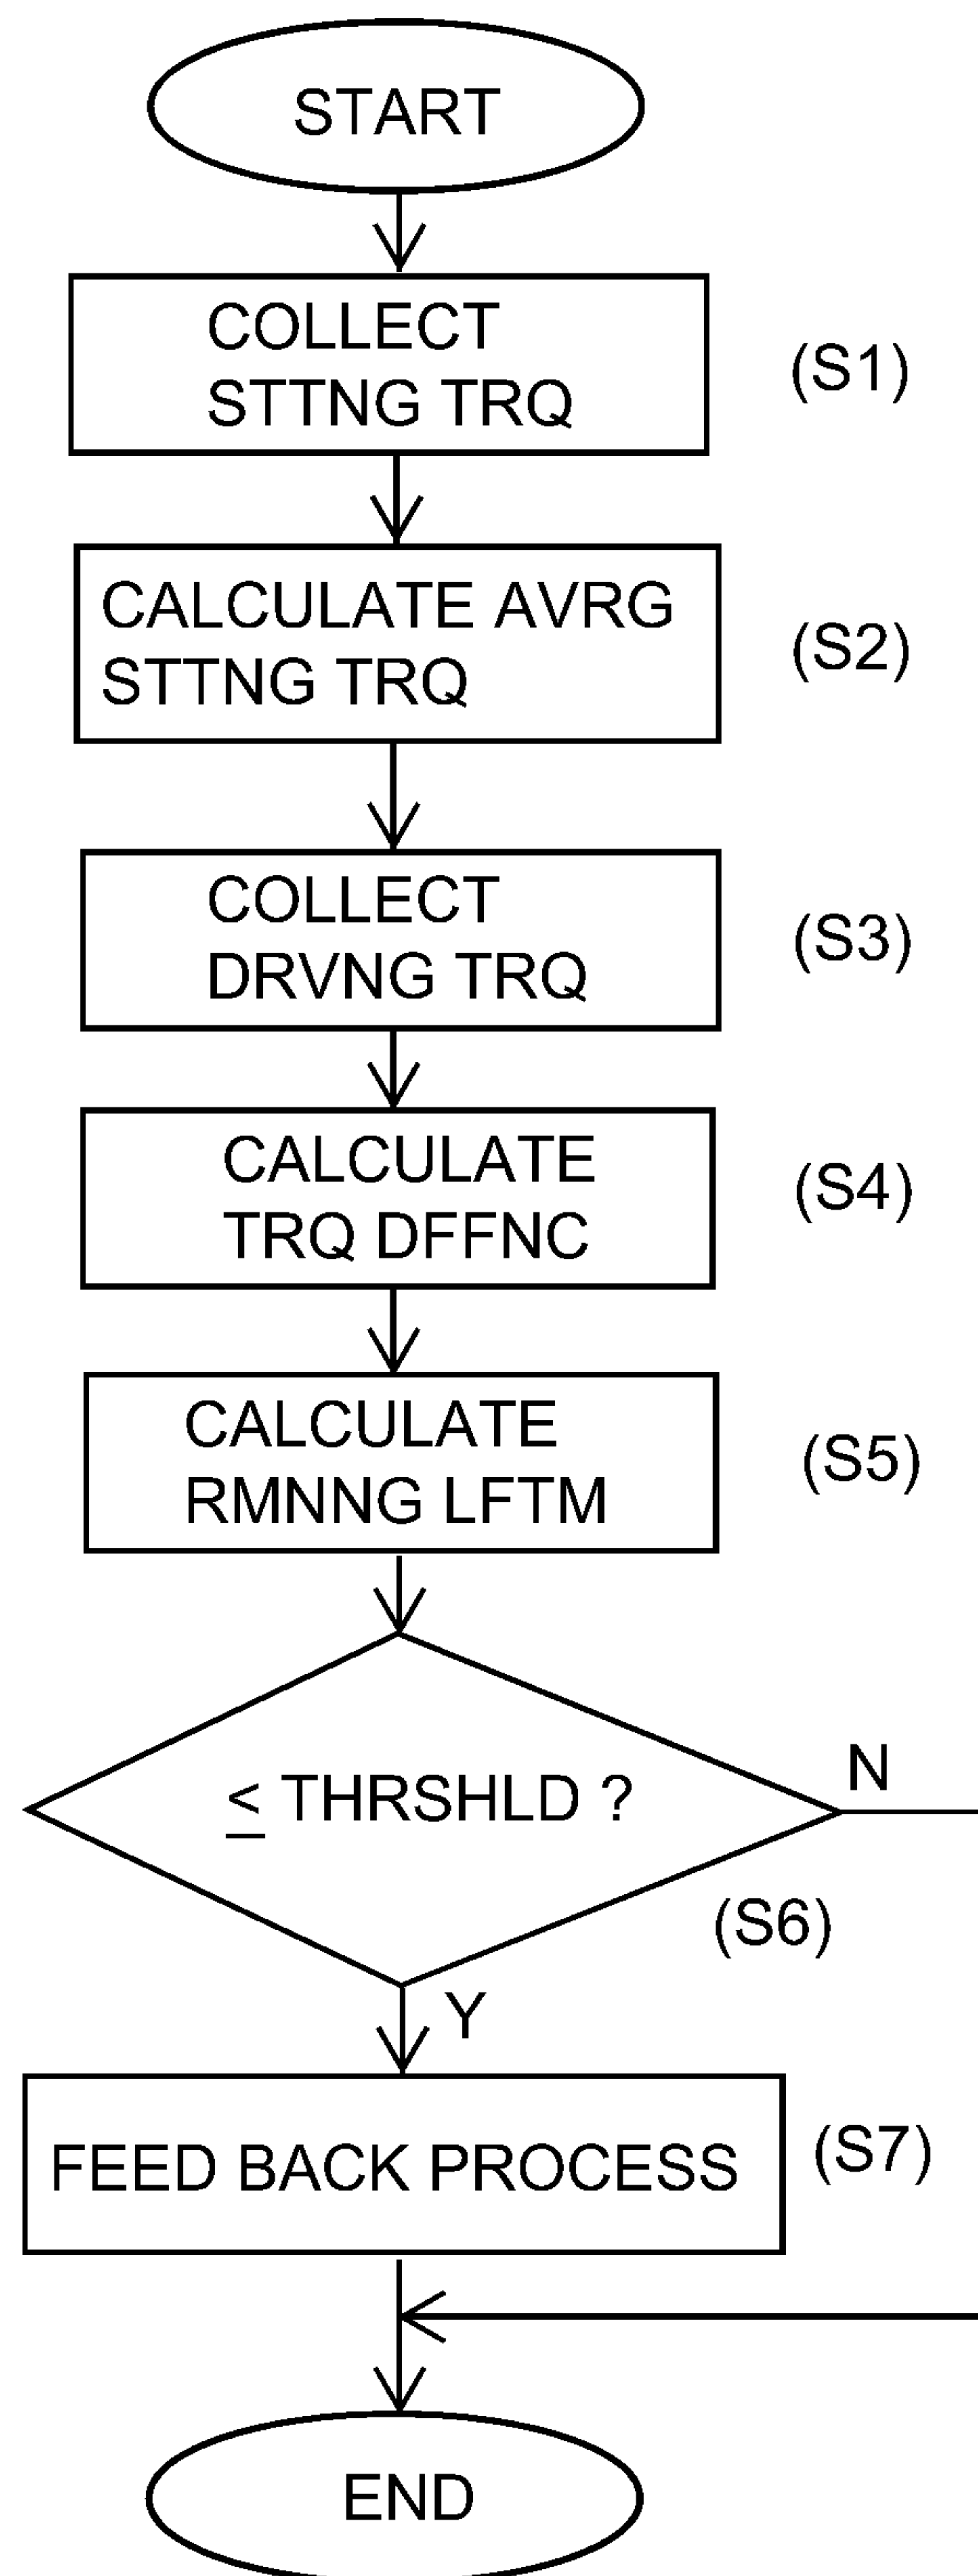 START
COLLECT
STTNG TRQ
(S1)
CALCULATE AVRG
STTNG TRQ
(S2)
COLLECT
DRVNG TRQ
(S3)
CALCULATE
TRQ DFFNC
(S4)
CALCULATE
RMNNG LFTM
(S5)
≤ THRSHLD ?
N
(S6)
Y
FEED BACK PROCESS
(S7)
END